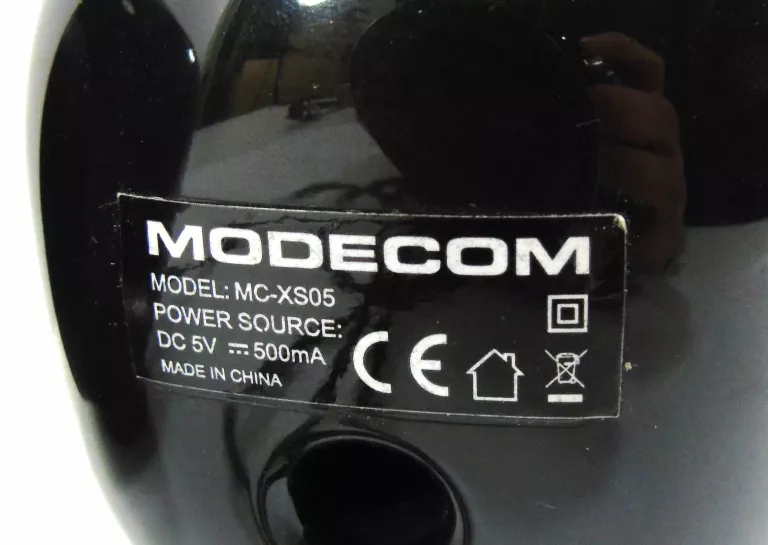 MODECOM
MODEL: MC-XS05
POWER SOURCE:
DC 5V ⎓ 500mA
MADE IN CHINA
CE